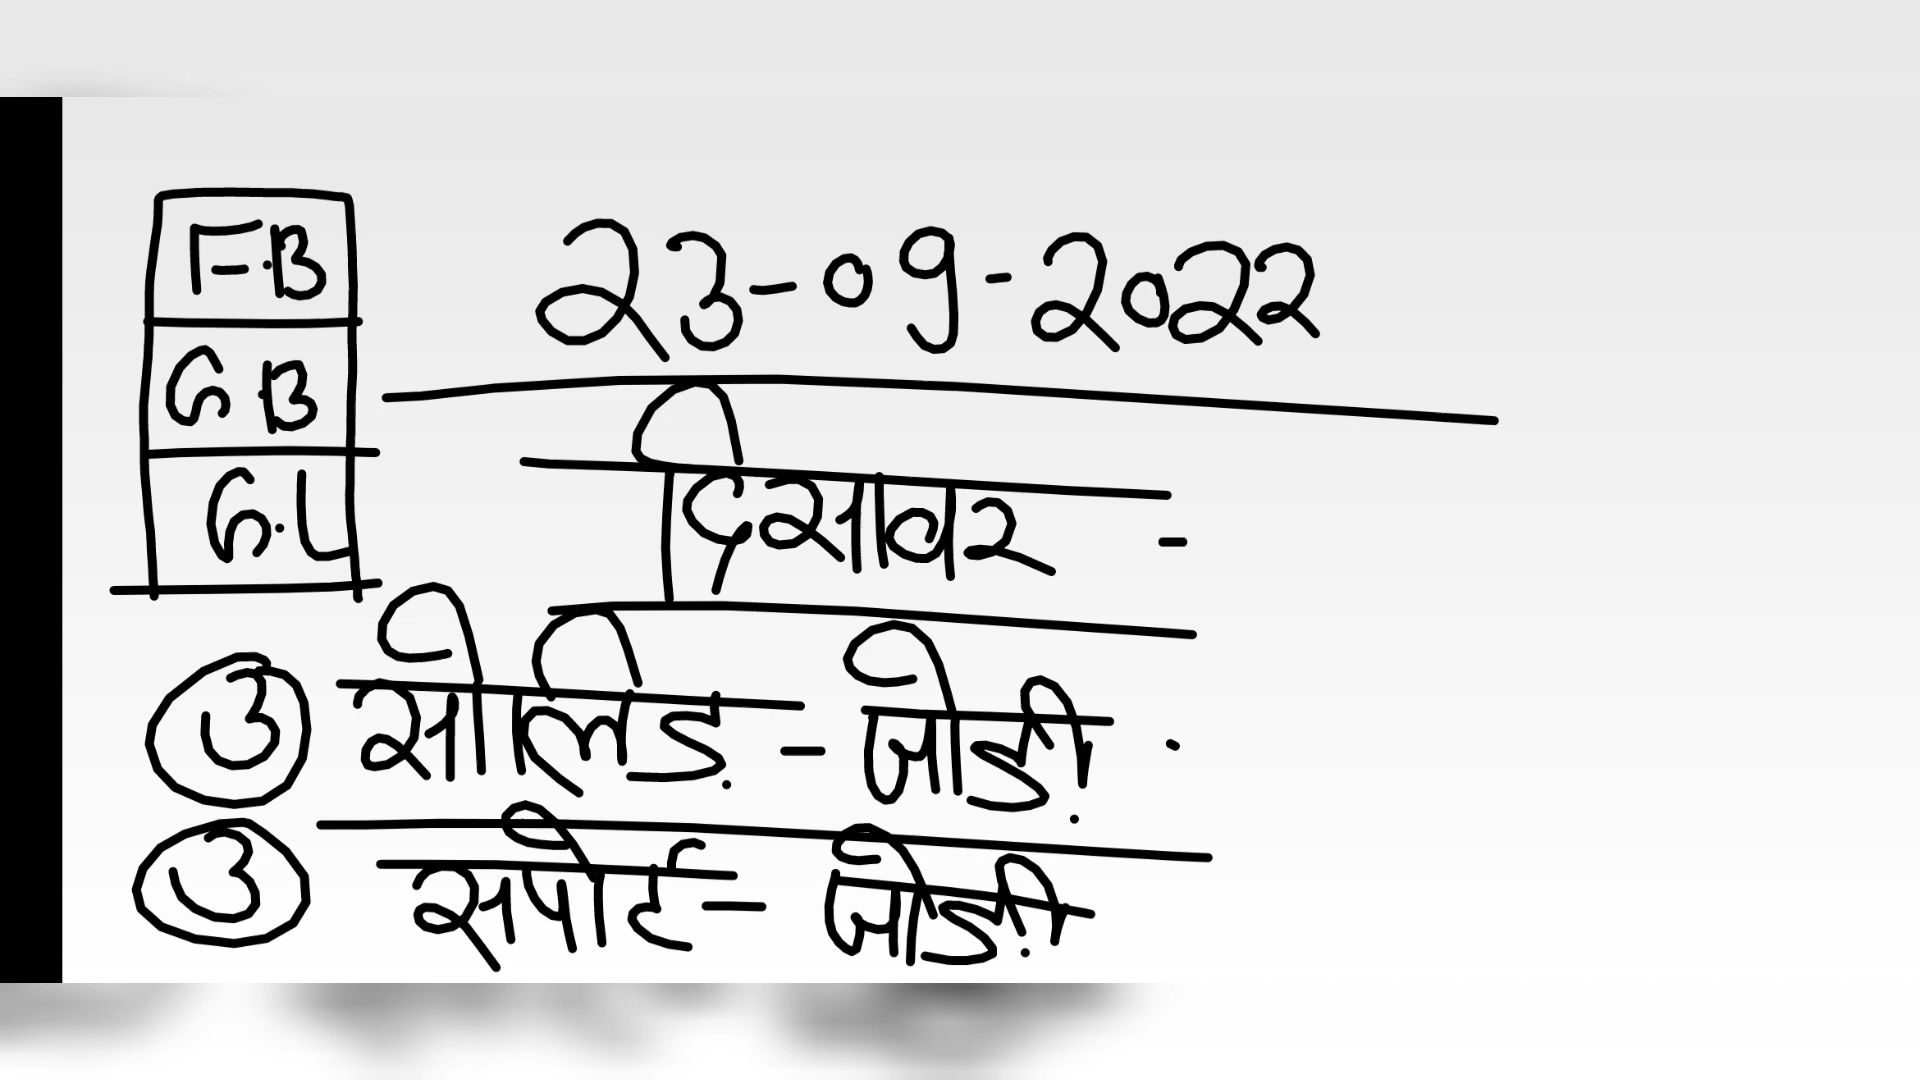 F.B
G.B
G.L
23-09-2022
दिसावर -
3 सोलिड. - जोडी.
3 सपोर्ट - जोडी.